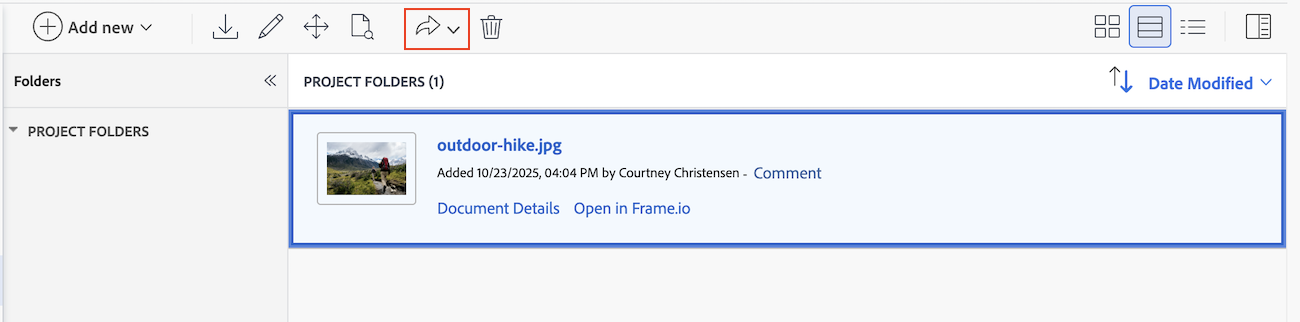 Add new
Folders
PROJECT FOLDERS (1)
Date Modified
PROJECT FOLDERS
outdoor-hike.jpg
Added 10/23/2025, 04:04 PM by Courtney Christensen - Comment
Document Details Open in Frame.io